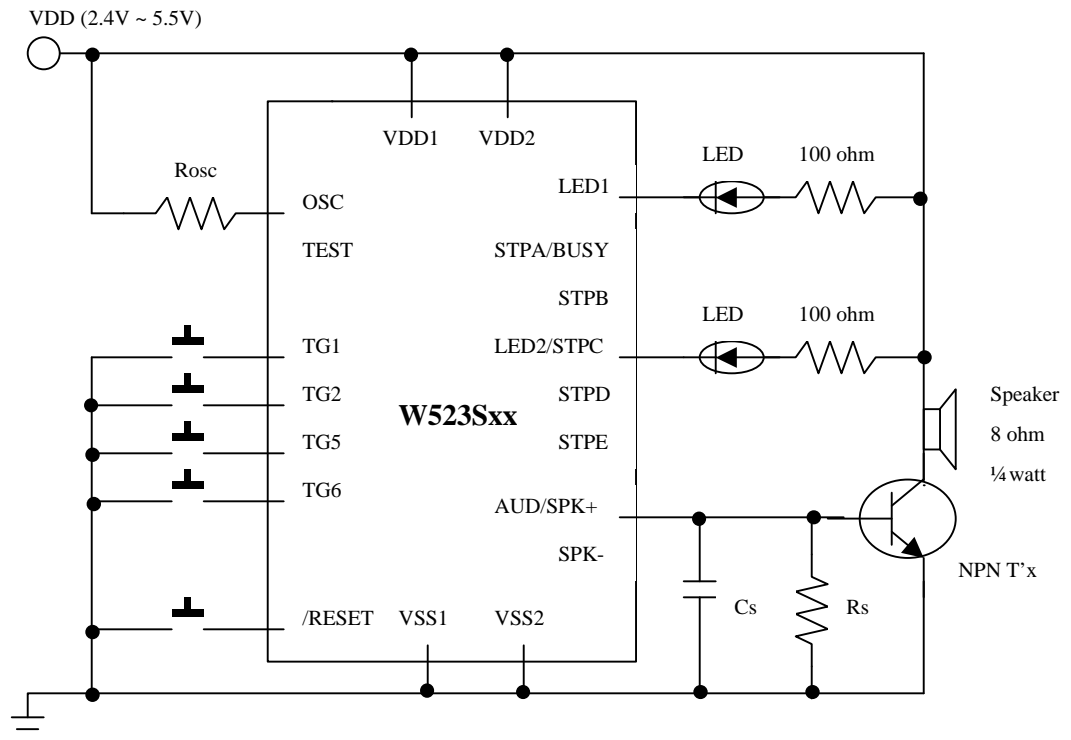 VDD (2.4V ~ 5.5V)
VDD1
VDD2
LED
100 ohm
Rosc
LED1
OSC
TEST
STPA/BUSY
STPB
LED
100 ohm
TG1
LED2/STPC
TG2
STPD
Speaker
W523Sxx
8 ohm
TG5
STPE
¼ watt
TG6
AUD/SPK+
SPK-
NPN T'x
Cs
Rs
/RESET
VSS1
VSS2